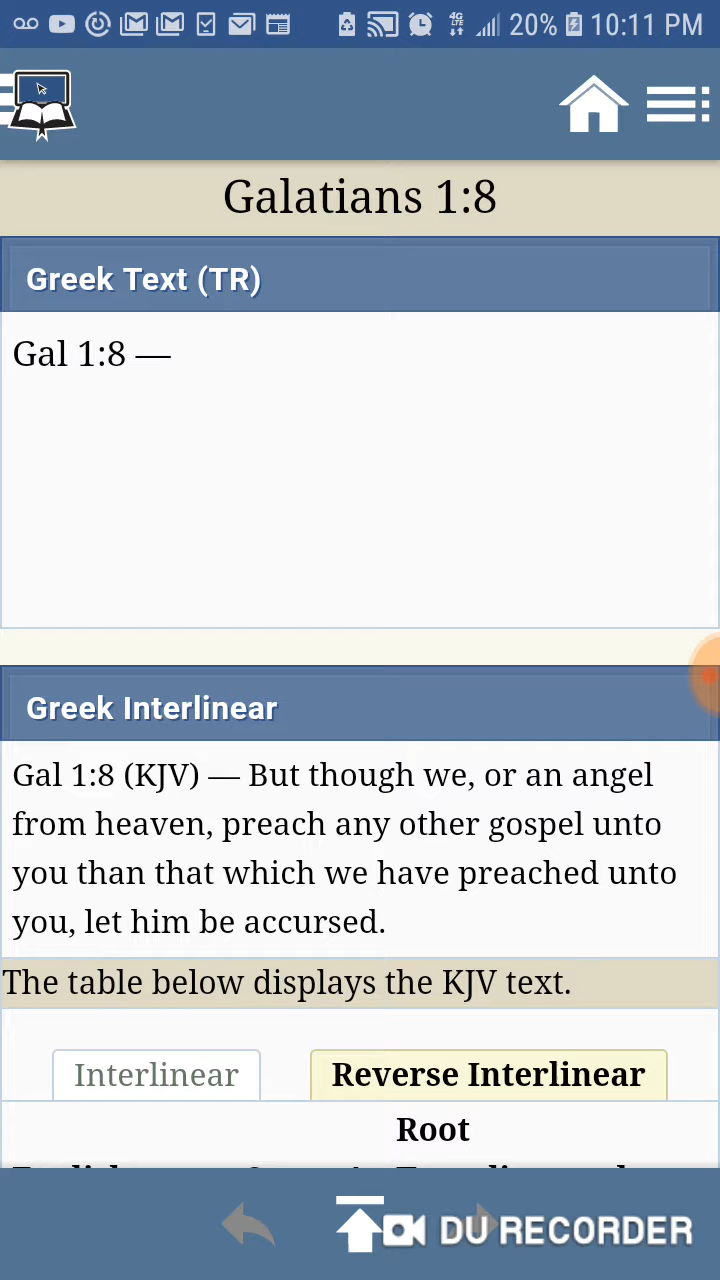 4G LTE 20% 10:11 PM
Galatians 1:8
Greek Text (TR)
Gal 1:8 —
Greek Interlinear
Gal 1:8 (KJV) — But though we, or an angel
from heaven, preach any other gospel unto
you than that which we have preached unto
you, let him be accursed.
The table below displays the KJV text.
Interlinear Reverse Interlinear
Root
DU RECORDER